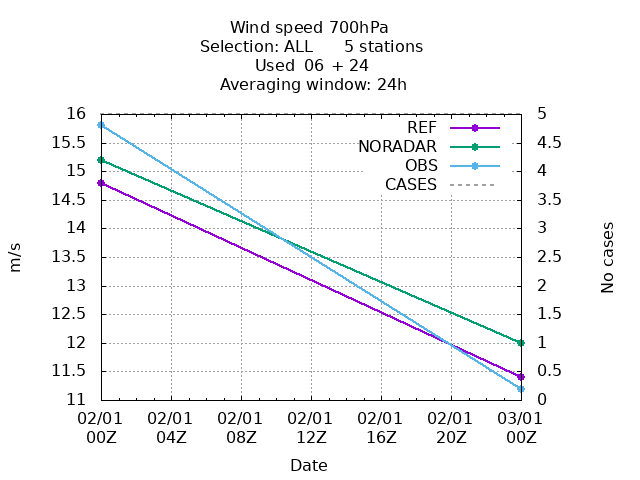 Wind speed 700hPa
Selection: ALL 5 stations
Used 06 + 24
Averaging window: 24h
REF
NORADAR
OBS
CASES
16
15.5
15
14.5
14
13.5
13
12.5
12
11.5
11
m/s
5
4.5
4
3.5
3
2.5
2
1.5
1
0.5
0
No cases
02/01 02/01 02/01 02/01 02/01 02/01 03/01
00Z 04Z 08Z 12Z 16Z 20Z 00Z
Date